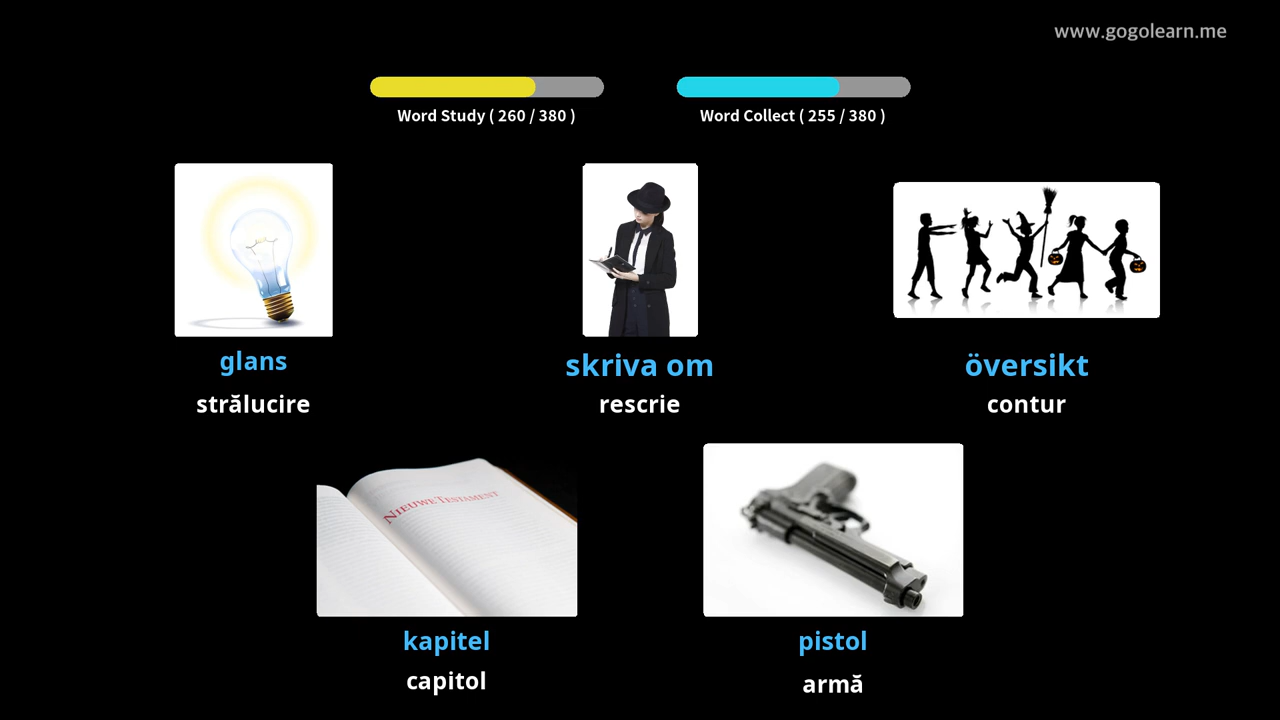 www.gogolearn.me
Word Study ( 260 / 380 )
Word Collect ( 255 / 380 )
glans
strălucire
skriva om
rescrie
översikt
contur
NIEUWE TESTAMENT
kapitel
capitol
pistol
armă